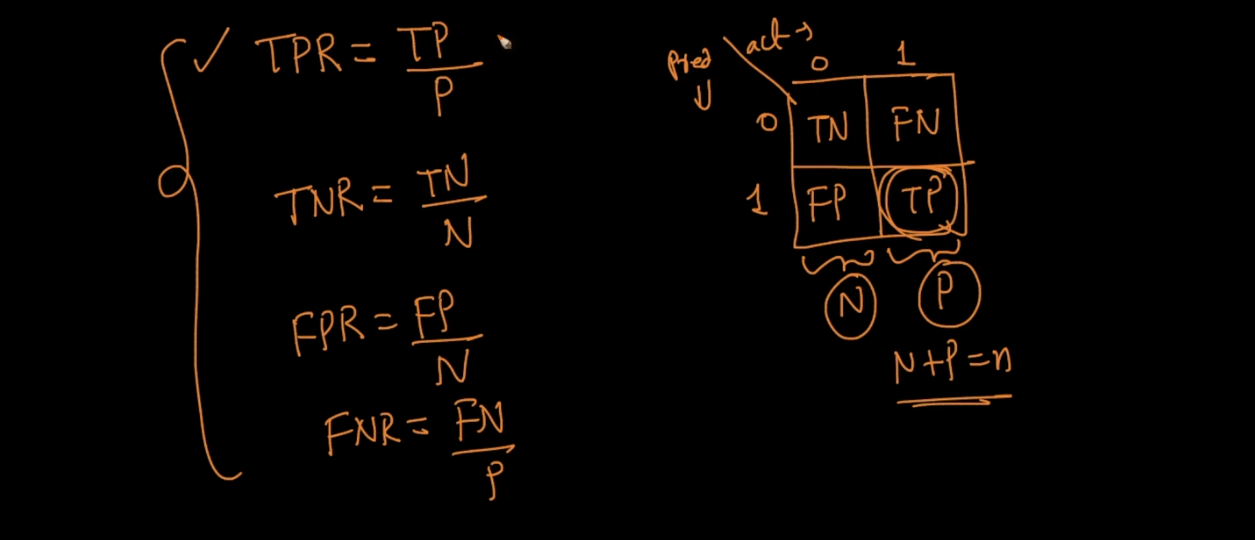 ✓ TPR = TP/P
TNR = TN/N
FPR = FP/N
FNR = FN/P
pred ↓ act →
0 1
0 TN FN
1 FP TP
N P
N+P=n